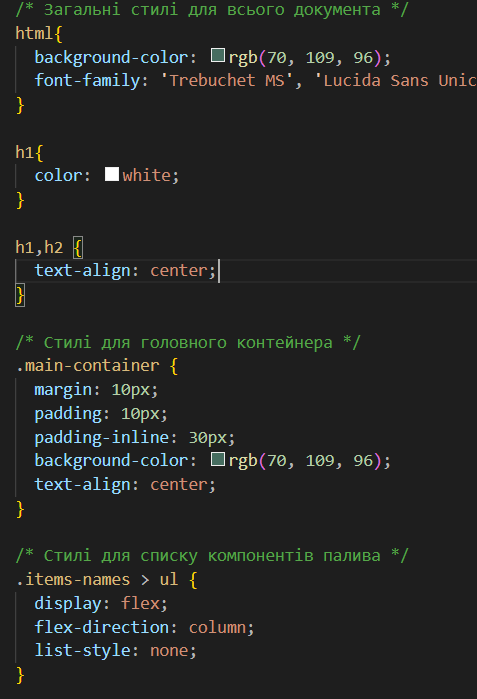 /* Загальні стилі для всього документа */
html{
background-color: rgb(70, 109, 96);
font-family: 'Trebuchet MS', 'Lucida Sans Unic
}
h1{
color: white;
}
h1,h2 {
text-align: center;
}
/* Стилі для головного контейнера */
.main-container {
margin: 10px;
padding: 10px;
padding-inline: 30px;
background-color: rgb(70, 109, 96);
text-align: center;
}
/* Стилі для списку компонентів палива */
.items-names > ul {
display: flex;
flex-direction: column;
list-style: none;
}